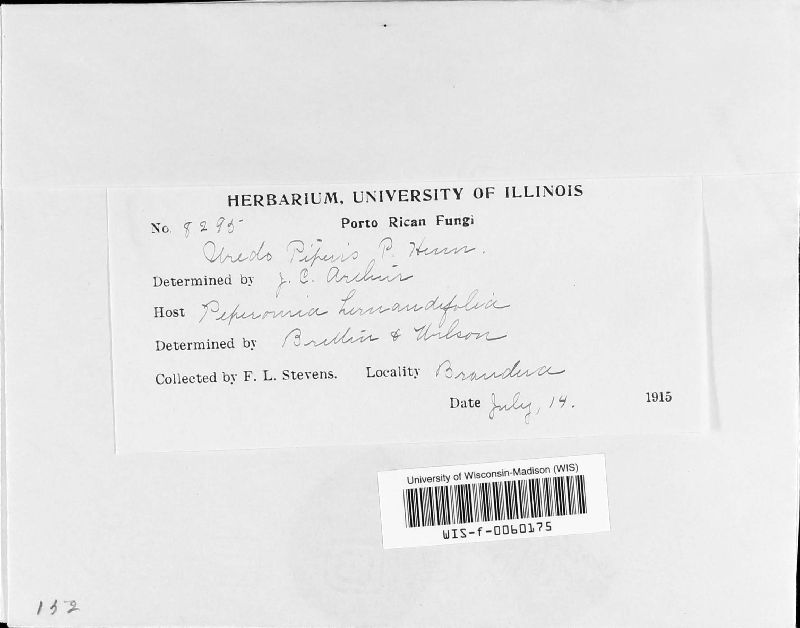 HERBARIUM, UNIVERSITY OF ILLINOIS
No. 8295 Porto Rican Fungi
Uredo Piperis P. Henn.
Determined by J. C. Arthur
Host Peperomia hernandifolia
Determined by Britton & Wilson
Collected by F. L. Stevens. Locality
Date July, 14. 1915
University of Wisconsin-Madison (WIS)
WIS-f-0060175
152